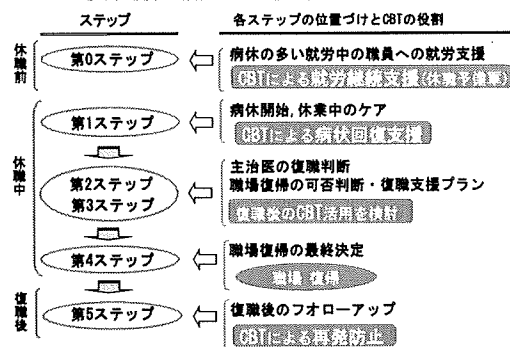 ステップ
各ステップの位置づけとCBTの役割
休職前
第0ステップ
病休の多い就労中の職員への就労支援
CBTによる就労継続支援(休職予備軍)
休職中
第1ステップ
病休開始,休業中のケア
CBTによる病状回復支援
第2ステップ
第3ステップ
主治医の復職判断
職場復帰の可否判断・復職支援プラン
復職後のCBT活用を検討
第4ステップ
職場復帰の最終決定
職場 復帰
復職後
第5ステップ
復職後のフオローアップ
CBTによる再発防止